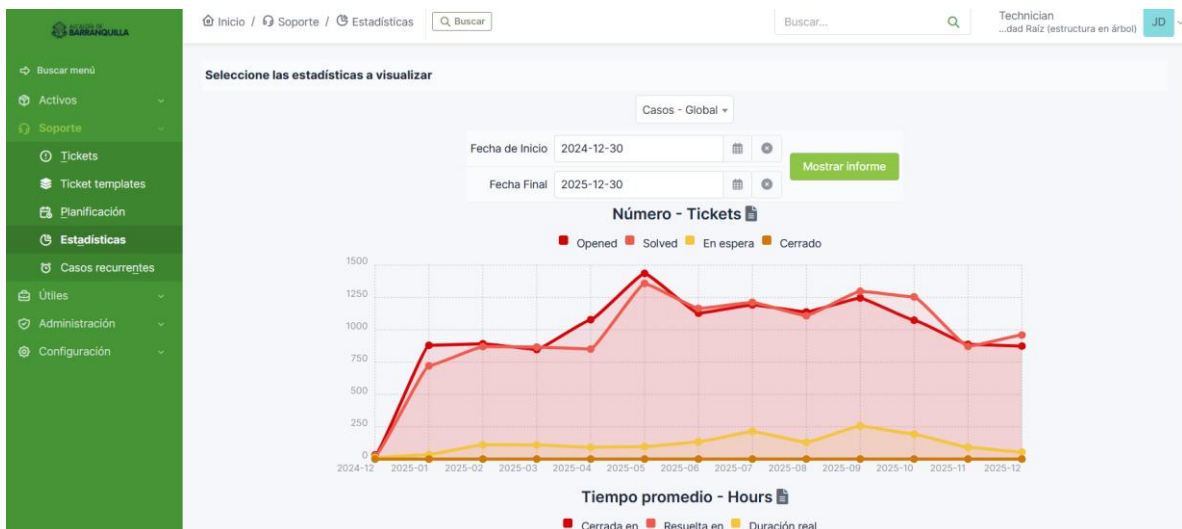 ALCALDÍA DE
BARRANQUILLA
Inicio / Soporte / Estadísticas Buscar
Buscar...
Technician
...dad Raíz (estructura en árbol)
JD
Buscar menú
Activos
Soporte
Tickets
Ticket templates
Planificación
Estadísticas
Casos recurrentes
Útiles
Administración
Configuración
Seleccione las estadísticas a visualizar
Casos - Global
Fecha de Inicio 2024-12-30
Fecha Final 2025-12-30
Mostrar informe
Número - Tickets
Opened Solved En espera Cerrado
1500
1250
1000
750
500
250
0
2024-12 2025-01 2025-02 2025-03 2025-04 2025-05 2025-06 2025-07 2025-08 2025-09 2025-10 2025-11 2025-12
Tiempo promedio - Hours
Cerrada en Resuelta en Duración real